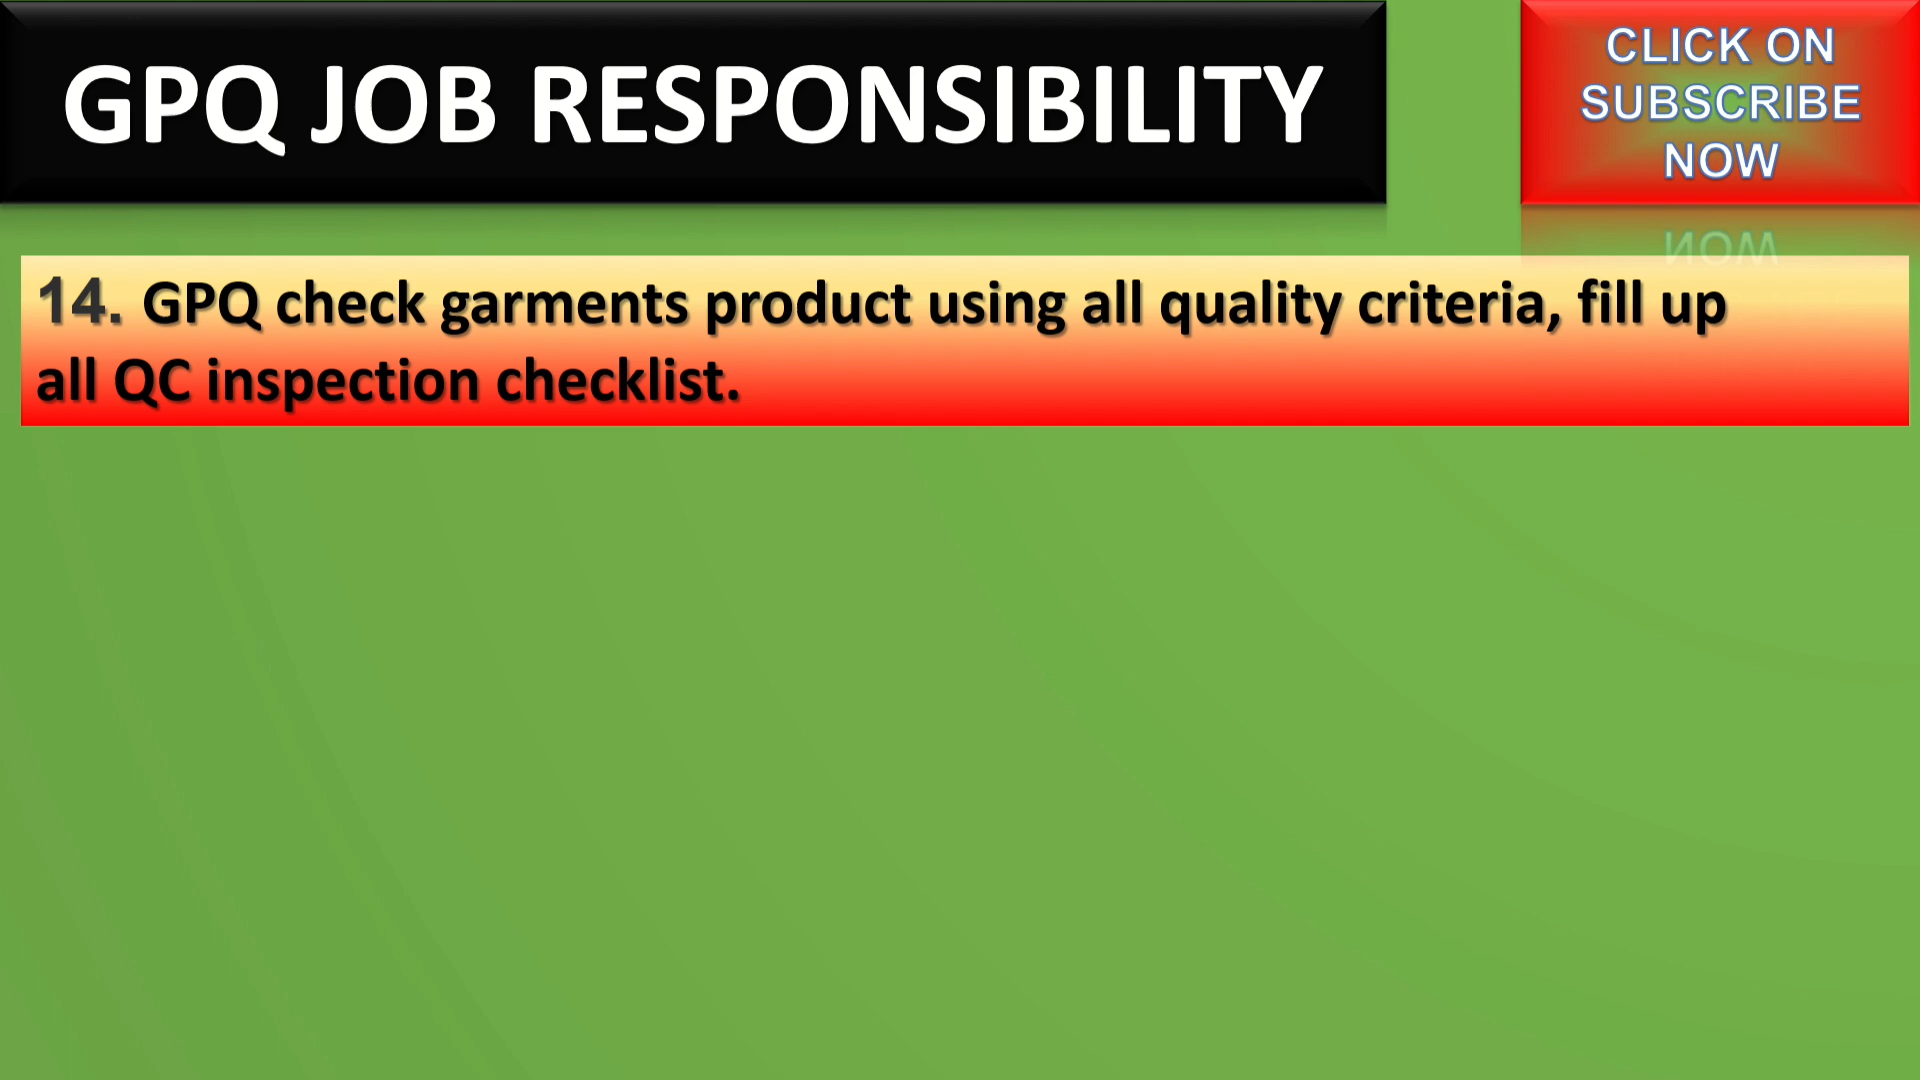 GPQ JOB RESPONSIBILITY
CLICK ON
SUBSCRIBE
NOW
14. GPQ check garments product using all quality criteria, fill up
all QC inspection checklist.